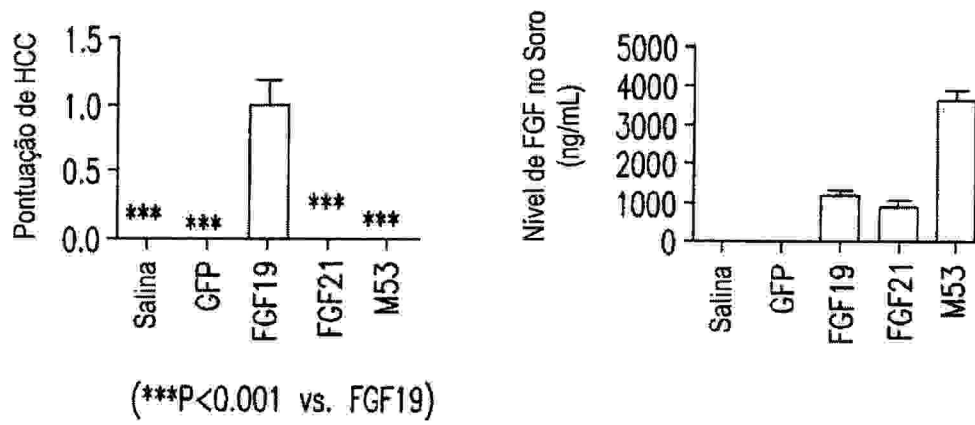 Pontuação de HCC
1.5
1.0
0.5
0.0
***
***
***
***
Salina
GFP
FGF19
FGF21
M53
(***P<0.001 vs. FGF19)
Nível de FGF no Soro
(ng/mL)
5000
4000
3000
2000
1000
0
Salina
GFP
FGF19
FGF21
M53